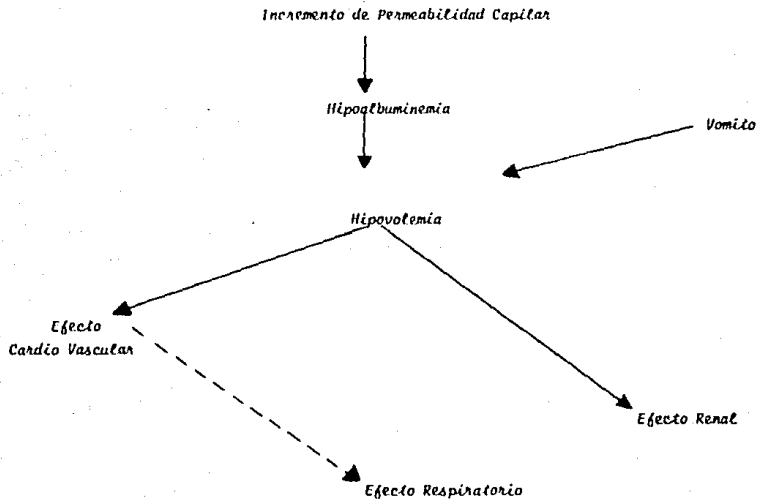 Incremento de Permeabilidad Capilar
Hipoalbuminemia
Vomito
Hipovolemia
Efecto
Cardio Vascular
Efecto Renal
Efecto Respiratorio